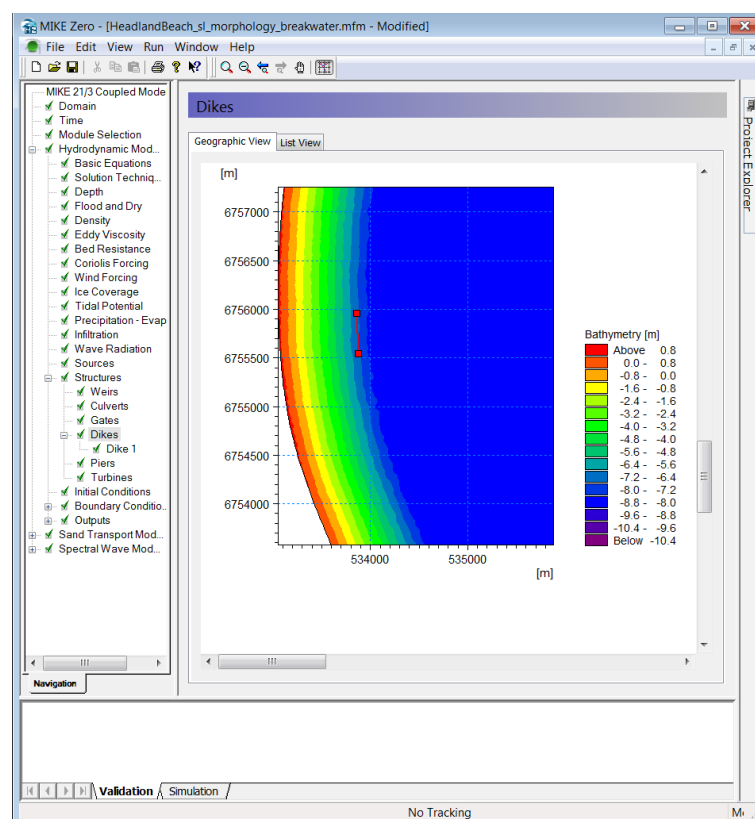 MIKE Zero - [HeadlandBeach_sl_morphology_breakwater.mfm - Modified]
File Edit View Run Window Help
MIKE 21/3 Coupled Mode
Domain
Time
Module Selection
Hydrodynamic Mod...
Basic Equations
Solution Techniq...
Depth
Flood and Dry
Density
Eddy Viscosity
Bed Resistance
Coriolis Forcing
Wind Forcing
Ice Coverage
Tidal Potential
Precipitation - Evap
Infiltration
Wave Radiation
Sources
Structures
Weirs
Culverts
Gates
Dikes
Dike 1
Piers
Turbines
Initial Conditions
Boundary Conditio..
Outputs
Sand Transport Mod...
Spectral Wave Mod...
Navigation
Dikes
Geographic View List View
[m]
6757000
6756500
6756000
6755500
6755000
6754500
6754000
534000 535000
[m]
Bathymetry [m]
Above 0.8
0.0 - 0.8
-0.8 - 0.0
-1.6 - -0.8
-2.4 - -1.6
-3.2 - -2.4
-4.0 - -3.2
-4.8 - -4.0
-5.6 - -4.8
-6.4 - -5.6
-7.2 - -6.4
-8.0 - -7.2
-8.8 - -8.0
-9.6 - -8.8
-10.4 - -9.6
Below -10.4
Project Explorer
Validation Simulation
No Tracking